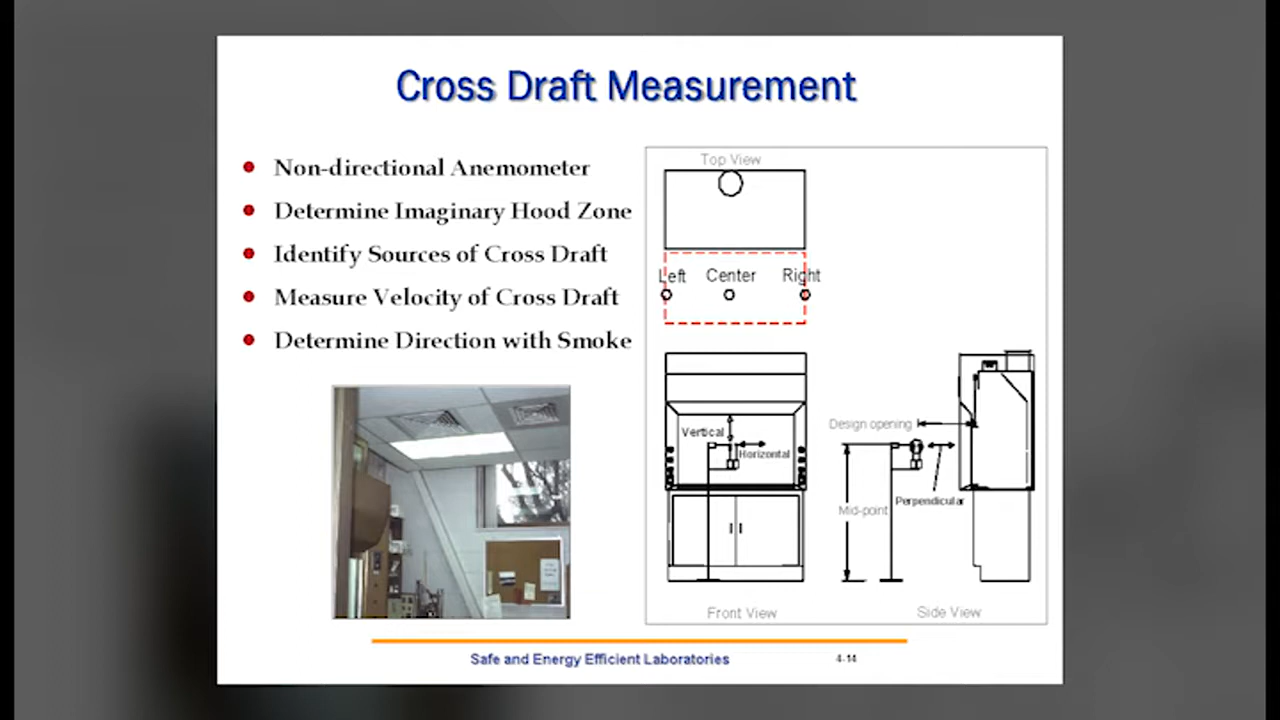 Cross Draft Measurement
Non-directional Anemometer
Determine Imaginary Hood Zone
Identify Sources of Cross Draft
Measure Velocity of Cross Draft
Determine Direction with Smoke
Top View
Left Center Right
Vertical
Horizontal
Front View
Design opening
Perpendicular
Mid-point
Side View
Safe and Energy Efficient Laboratories
4-14